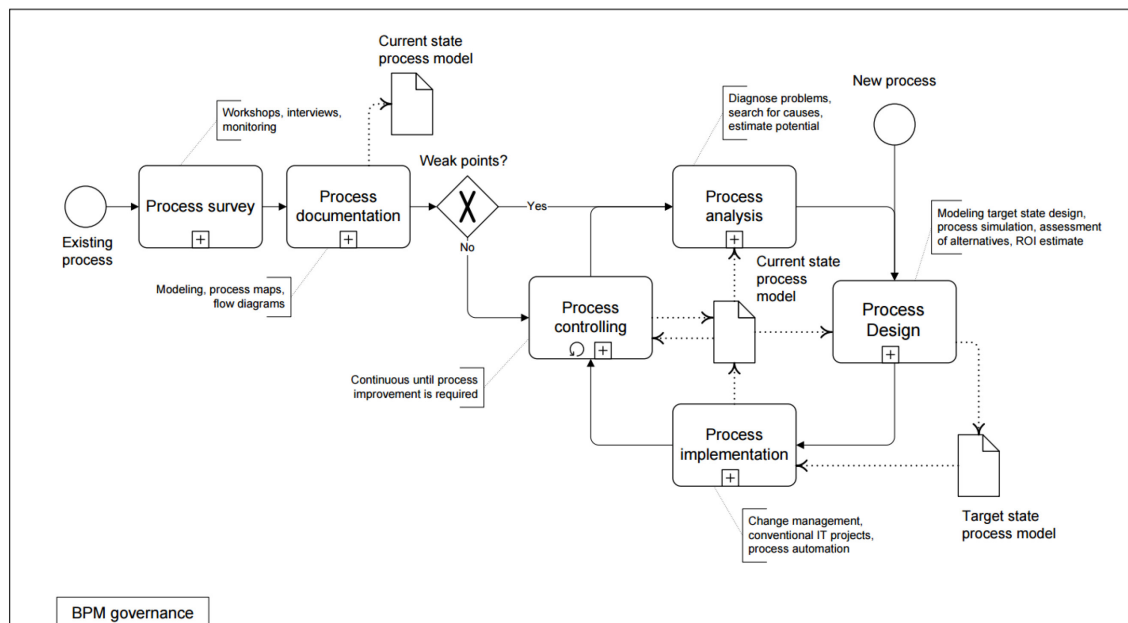 Current state
process model
New process
Workshops, interviews,
monitoring
Diagnose problems,
search for causes,
estimate potential
Weak points?
Process survey
Process
documentation
Yes
Process
analysis
Existing
process
No
Modeling target state design,
process simulation, assessment
of alternatives, ROI estimate
Modeling, process maps,
flow diagrams
Current state
process
model
Process
controlling
Process
Design
Continuous until process
improvement is required
Process
implementation
Target state
process model
Change management,
conventional IT projects,
process automation
BPM governance